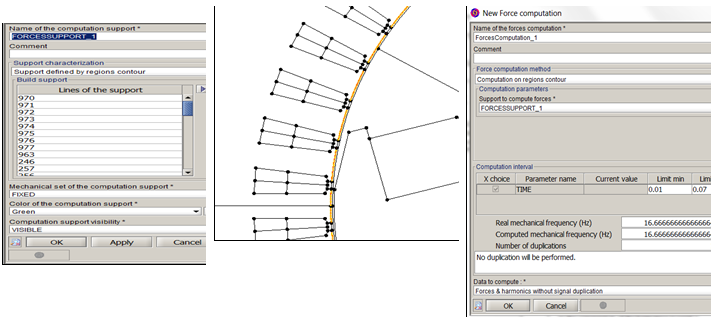 Name of the computation support *
FORCESSUPPORT_1
Comment
Support characterization
Support defined by regions contour
Build support
Lines of the support
970
971
972
973
974
975
976
977
963
246
257
Mechanical set of the computation support *
FIXED
Color of the computation support *
Green
Computation support visibility *
VISIBLE
OK Apply Cancel
New Force computation
Name of the forces computation *
ForcesComputation_1
Comment
Force computation method
Computation on regions contour
Computation parameters
Support to compute forces *
FORCESSUPPORT_1
Computation interval
X choice Parameter name Current value Limit min Limi
TIME 0.01 0.07
Real mechanical frequency (Hz) 16.666666666666664
Computed mechanical frequency (Hz) 16.6666666666666664
Number of duplications
No duplication will be performed.
Data to compute : *
Forces & harmonics without signal duplication
OK Cancel